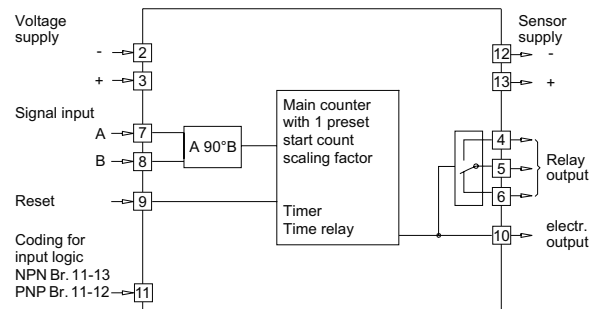 Voltage
supply
- 2
+ 3
Signal input
A 7
B 8
A 90°B
Reset 9
Coding for
input logic
NPN Br. 11-13
PNP Br. 11-12 11
Main counter
with 1 preset
start count
scaling factor
Timer
Time relay
Sensor
supply
12 -
13 +
4
5
6
Relay
output
10 electr.
output